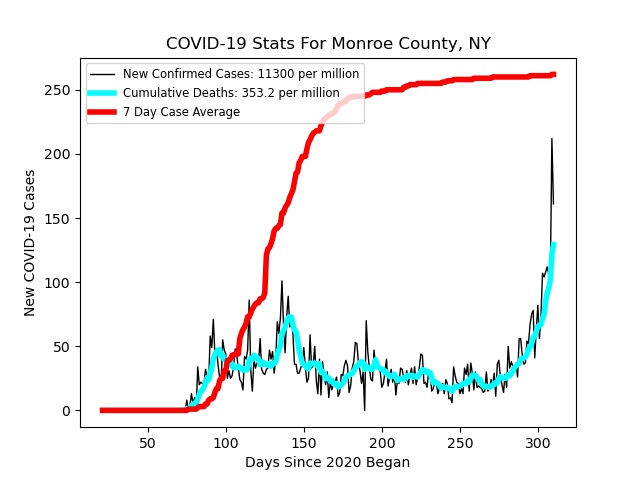 COVID-19 Stats For Monroe County, NY
New Confirmed Cases: 11300 per million
Cumulative Deaths: 353.2 per million
7 Day Case Average
New COVID-19 Cases
250
200
150
100
50
0
50
100
150
200
250
300
Days Since 2020 Began